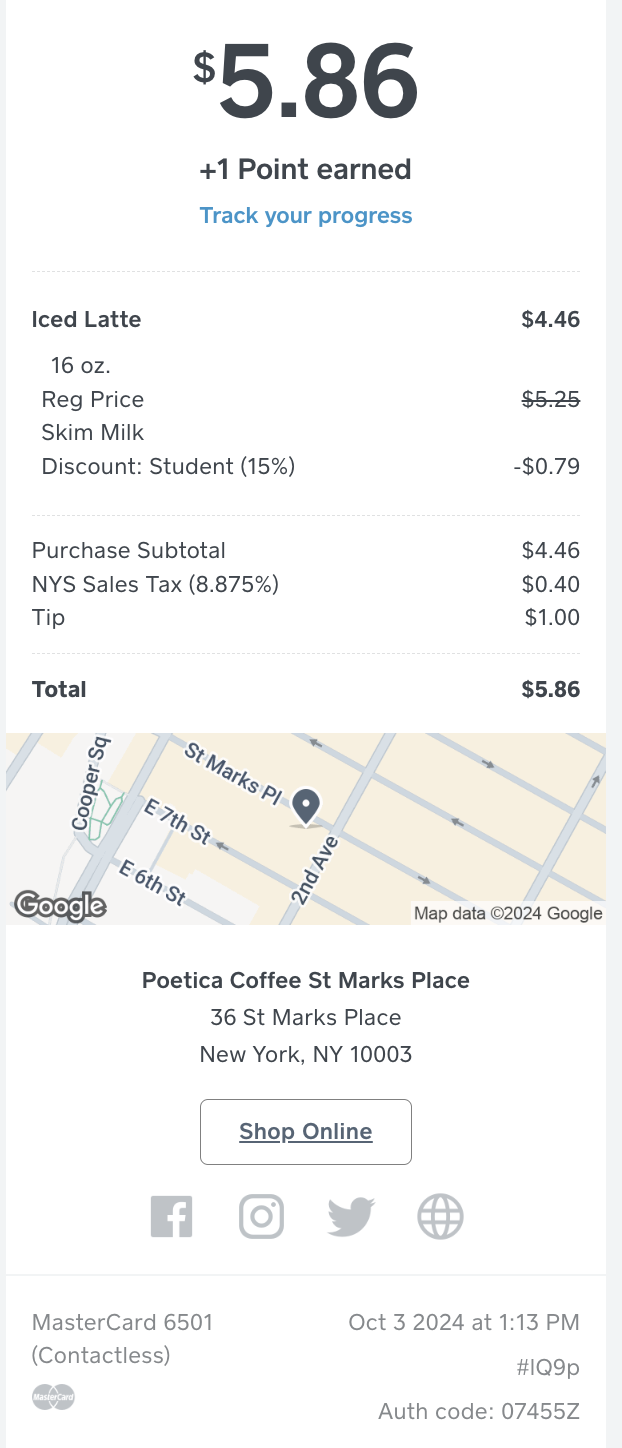 $5.86
+1 Point earned
Track your progress
Iced Latte $4.46
16 oz.
Reg Price $5.25
Skim Milk
Discount: Student (15%) -$0.79
Purchase Subtotal $4.46
NYS Sales Tax (8.875%) $0.40
Tip $1.00
Total $5.86
Cooper Sq
St Marks Pl
E 7th St
E 6th St
2nd Ave
Google
Map data ©2024 Google
Poetica Coffee St Marks Place
36 St Marks Place
New York, NY 10003
Shop Online
MasterCard 6501 Oct 3 2024 at 1:13 PM
(Contactless)
#lQ9p
MasterCard
Auth code: 07455Z